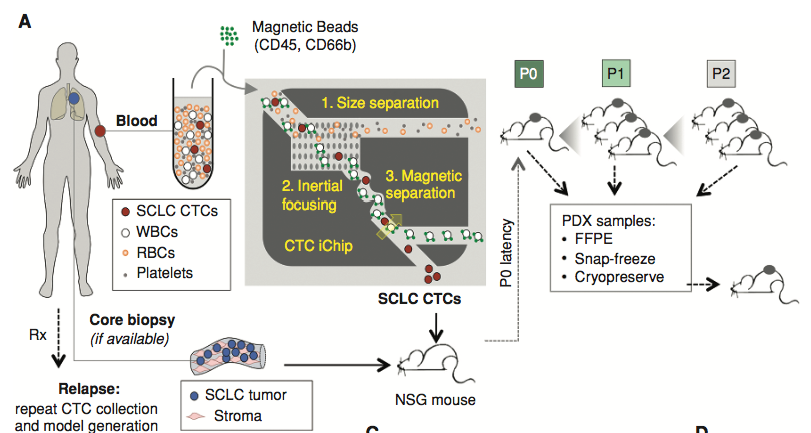 A
Magnetic Beads
(CD45, CD66b)
Blood
SCLC CTCs
WBCs
RBCs
Platelets
1. Size separation
2. Inertial
focusing
3. Magnetic
separation
CTC iChip
SCLC CTCs
P0
P1
P2
P0 latency
PDX samples:
• FFPE
• Snap-freeze
• Cryopreserve
Rx
Core biopsy
(if available)
Relapse:
repeat CTC collection
and model generation
SCLC tumor
Stroma
NSG mouse